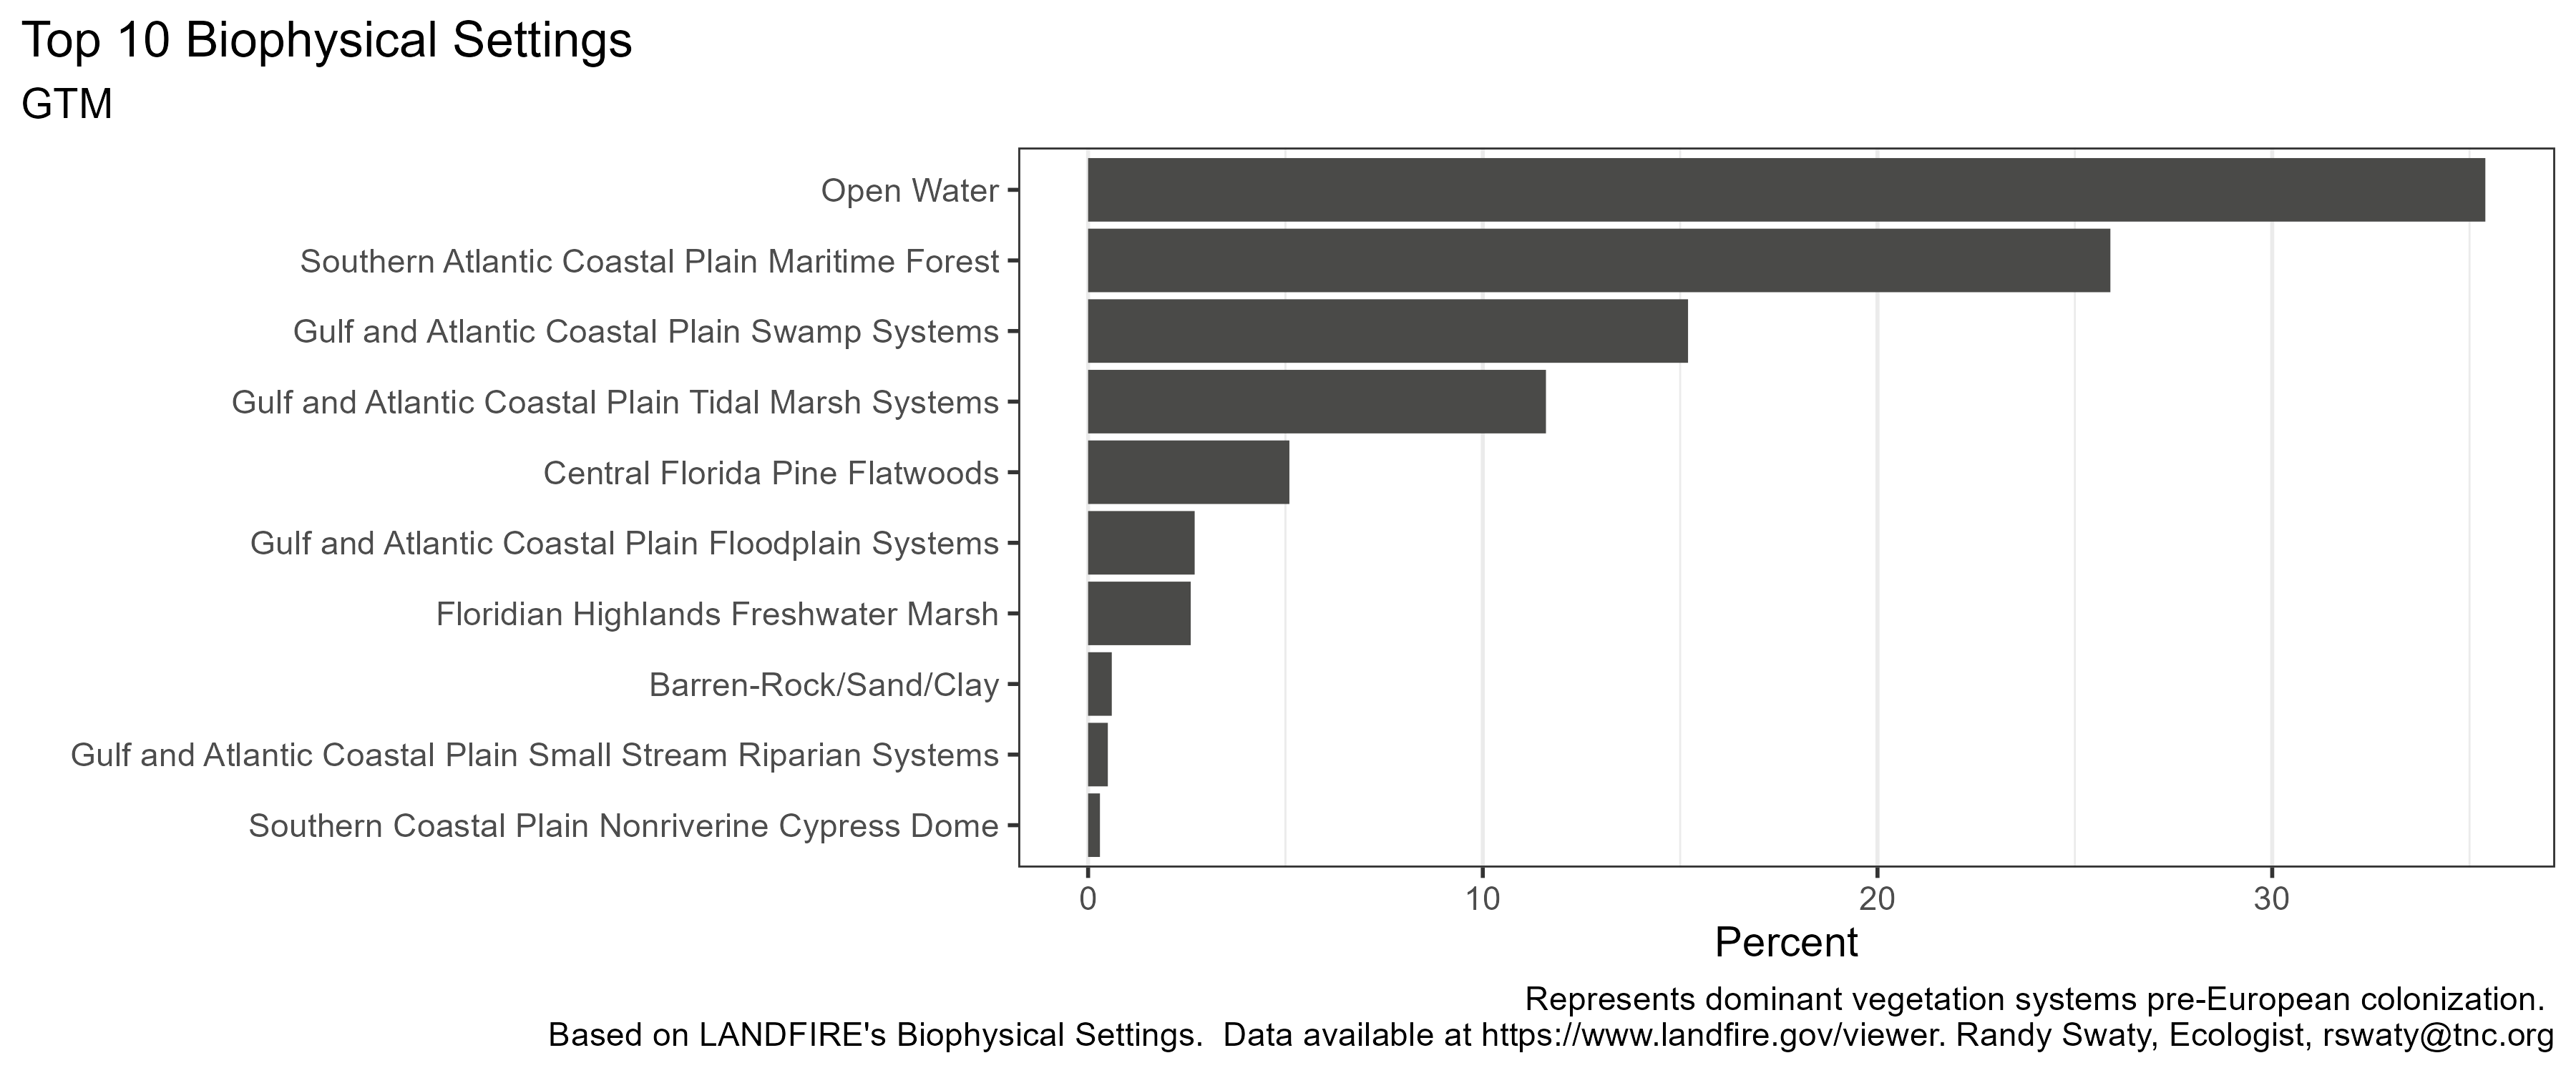 Top 10 Biophysical Settings
GTM
Open Water
Southern Atlantic Coastal Plain Maritime Forest
Gulf and Atlantic Coastal Plain Swamp Systems
Gulf and Atlantic Coastal Plain Tidal Marsh Systems
Central Florida Pine Flatwoods
Gulf and Atlantic Coastal Plain Floodplain Systems
Floridian Highlands Freshwater Marsh
Barren-Rock/Sand/Clay
Gulf and Atlantic Coastal Plain Small Stream Riparian Systems
Southern Coastal Plain Nonriverine Cypress Dome
0 10 20 30
Percent
Represents dominant vegetation systems pre-European colonization.
Based on LANDFIRE's Biophysical Settings.  Data available at https://www.landfire.gov/viewer. Randy Swaty, Ecologist, rswaty@tnc.org